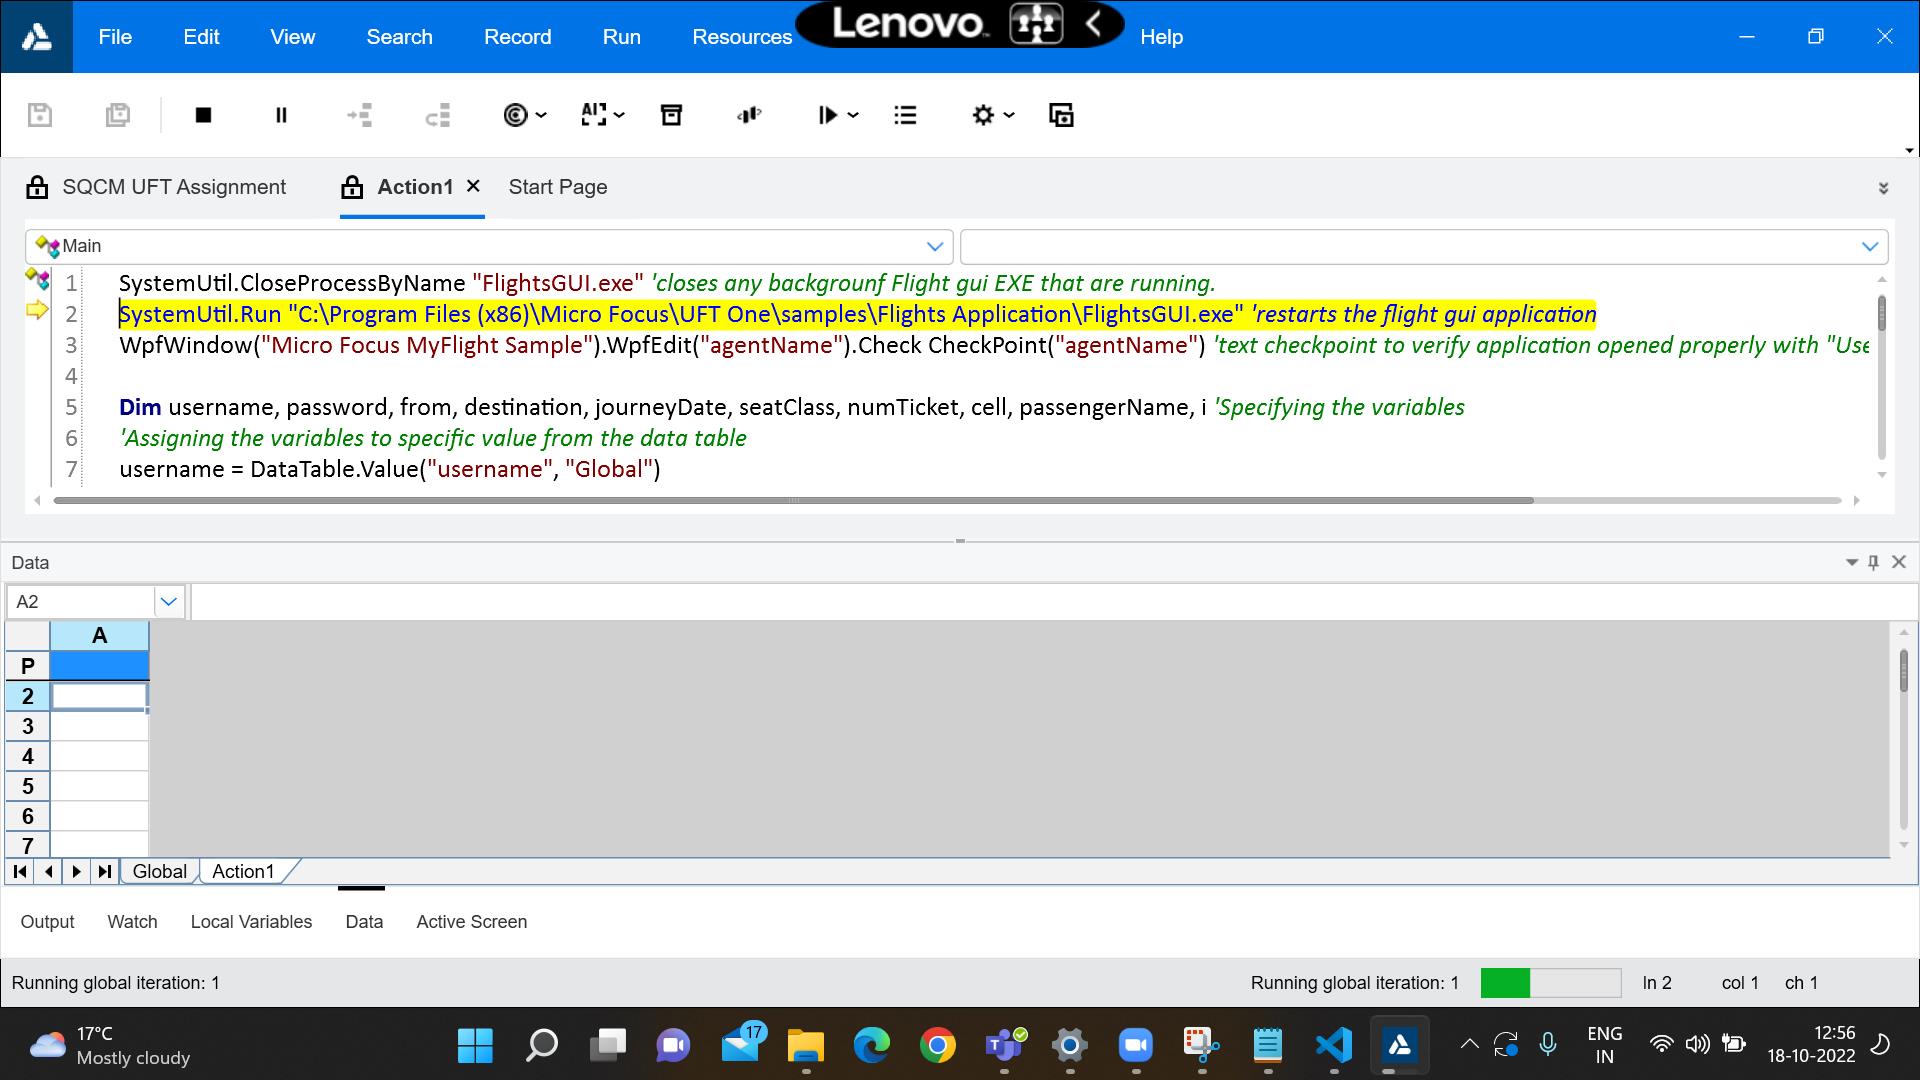 Lenovo
File Edit View Search Record Run Resources Help
SQCM UFT Assignment Action1 Start Page
Main
1 SystemUtil.CloseProcessByName "FlightsGUI.exe" 'closes any backgrounf Flight gui EXE that are running.
2 SystemUtil.Run "C:\Program Files (x86)\Micro Focus\UFT One\samples\Flights Application\FlightsGUI.exe" 'restarts the flight gui application
3 WpfWindow("Micro Focus MyFlight Sample").WpfEdit("agentName").Check CheckPoint("agentName") 'text checkpoint to verify application opened properly with "Use
4
5 Dim username, password, from, destination, journeyDate, seatClass, numTicket, cell, passengerName, i 'Specifying the variables
6 'Assigning the variables to specific value from the data table
7 username = DataTable.Value("username", "Global")
Data
A2
A
P
2
3
4
5
6
7
Global Action1
Output Watch Local Variables Data Active Screen
Running global iteration: 1 Running global iteration: 1 ln 2 col 1 ch 1
17°C
Mostly cloudy
17
ENG
IN
12:56
18-10-2022